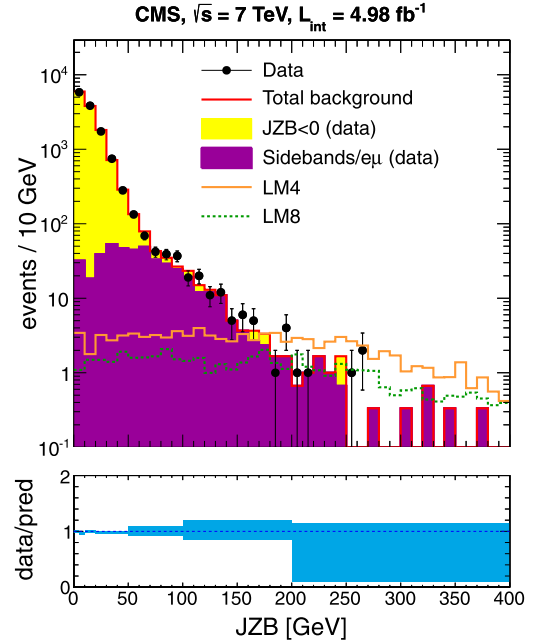 CMS, √s = 7 TeV, L_int = 4.98 fb⁻¹
events / 10 GeV
10⁴
10³
10²
10
1
10⁻¹
Data
Total background
JZB<0 (data)
Sidebands/eμ (data)
LM4
LM8
data/pred
2
1
0
0 50 100 150 200 250 300 350 400
JZB [GeV]